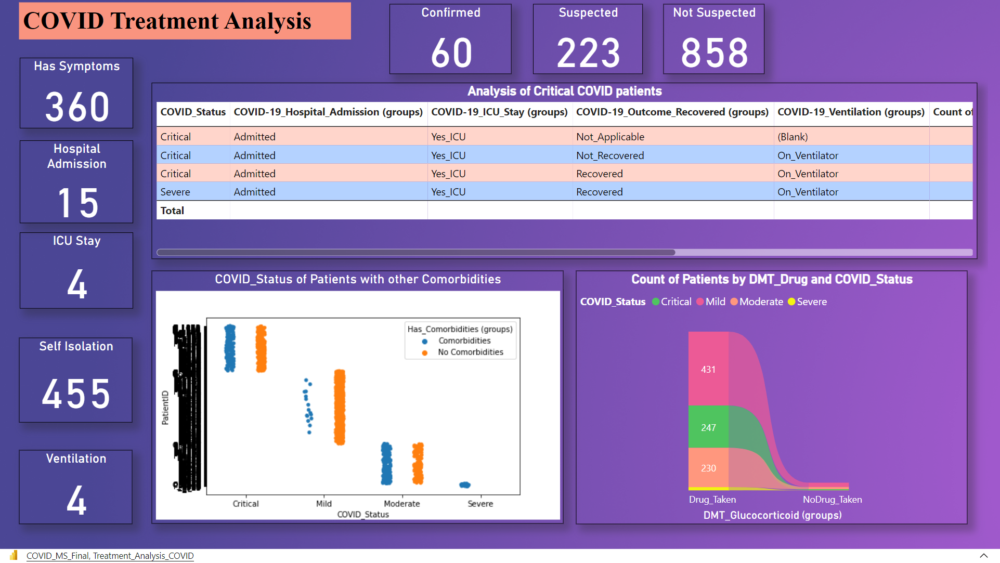 COVID Treatment Analysis
Confirmed
60
Suspected
223
Not Suspected
858
Has Symptoms
360
Hospital
Admission
15
ICU Stay
4
Self Isolation
455
Ventilation
4
Analysis of Critical COVID patients
COVID_Status COVID-19_Hospital_Admission (groups) COVID-19_ICU_Stay (groups) COVID-19_Outcome_Recovered (groups) COVID-19_Ventilation (groups) Count of
Critical Admitted Yes_ICU Not_Applicable (Blank)
Critical Admitted Yes_ICU Not_Recovered On_Ventilator
Critical Admitted Yes_ICU Recovered On_Ventilator
Severe Admitted Yes_ICU Recovered On_Ventilator
Total
COVID_Status of Patients with other Comorbidities
Has_Comorbidities (groups)
Comorbidities
No Comorbidities
PatientID
Critical Mild Moderate Severe
COVID_Status
Count of Patients by DMT_Drug and COVID_Status
COVID_Status Critical Mild Moderate Severe
431
247
230
Drug_Taken NoDrug_Taken
DMT_Glucocorticoid (groups)
COVID_MS_Final, Treatment_Analysis_COVID